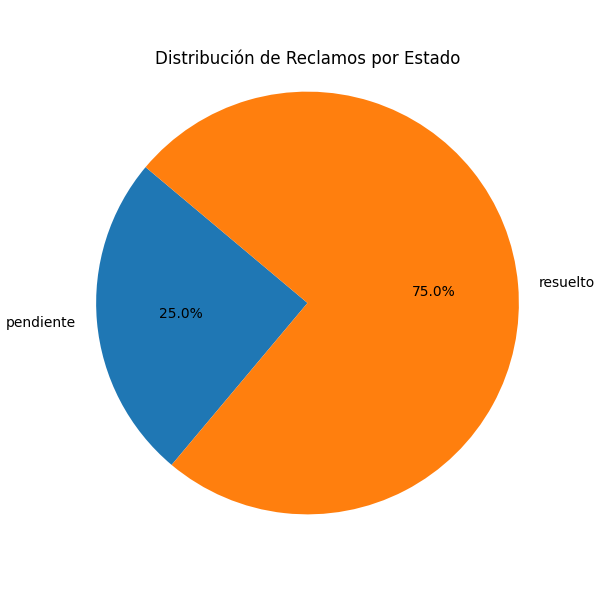 Distribución de Reclamos por Estado
resuelto
75.0%
25.0%
pendiente